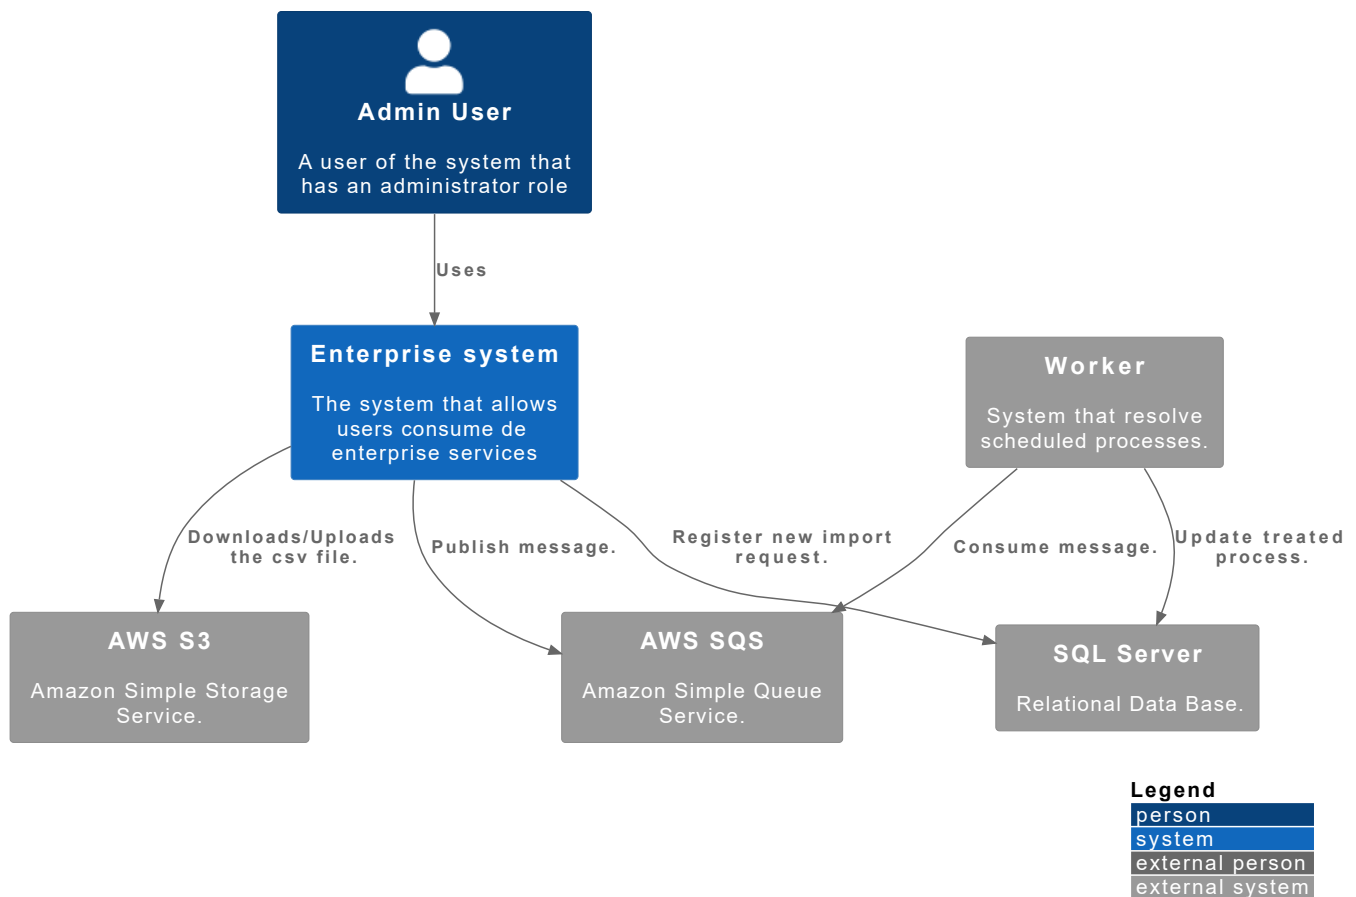 Admin User
A user of the system that
has an administrator role
Uses
Enterprise system
The system that allows
users consume de
enterprise services
Worker
System that resolve
scheduled processes.
Downloads/Uploads
the csv file.
Publish message.
Register new import
request.
Consume message.
Update treated
process.
AWS S3
Amazon Simple Storage
Service.
AWS SQS
Amazon Simple Queue
Service.
SQL Server
Relational Data Base.
Legend
person
system
external person
external system